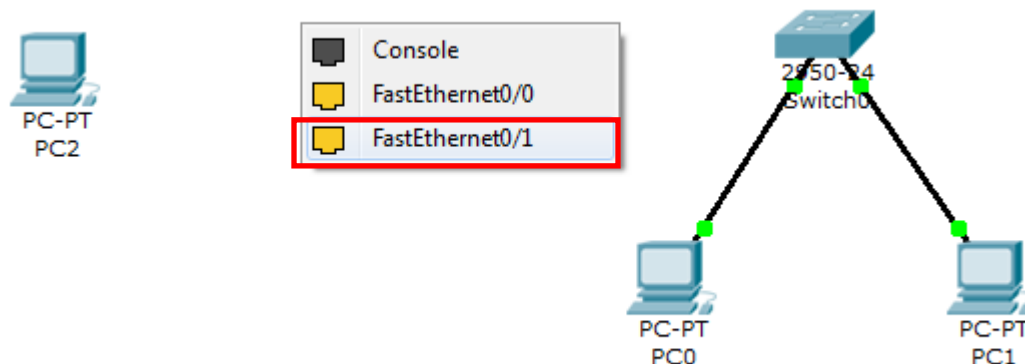 PC-PT
PC2
Console
FastEthernet0/0
FastEthernet0/1
2950-24
Switch0
PC-PT
PC0
PC-PT
PC1